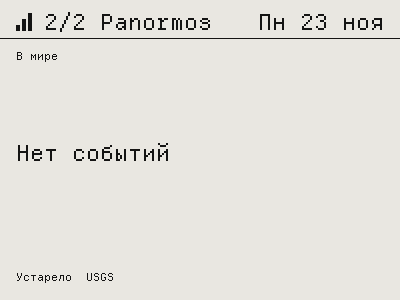 2/2 Panormos Пн 23 ноя
В мире
Нет событий
Устарело USGS